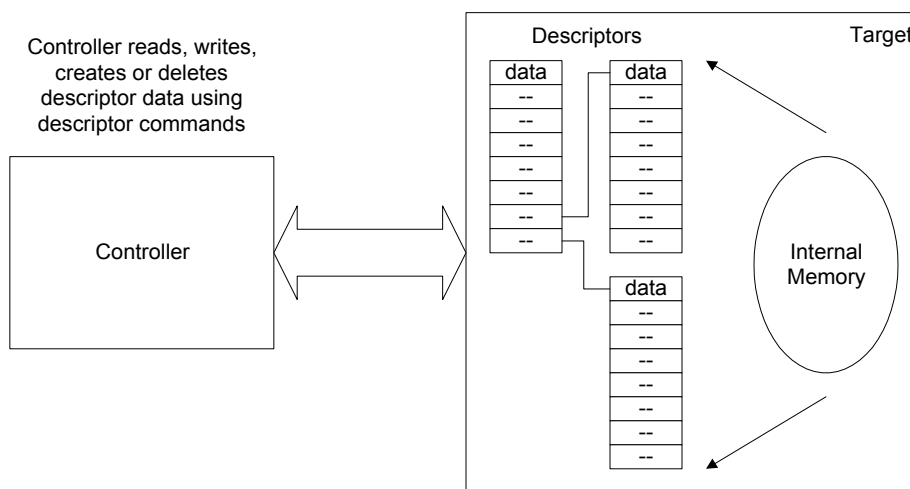 Controller reads, writes,
creates or deletes
descriptor data using
descriptor commands
Controller
Descriptors
Target
data
--
--
--
--
--
--
--
data
--
--
--
--
--
--
--
data
--
--
--
--
--
--
--
Internal
Memory